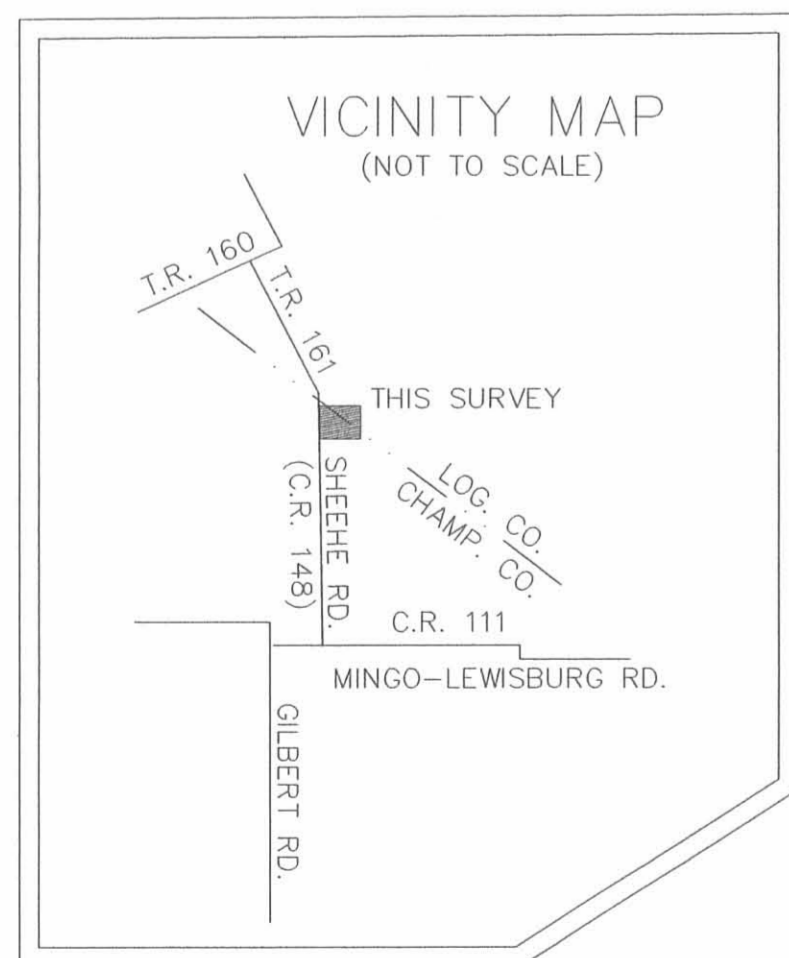 VICINITY MAP
(NOT TO SCALE)
T.R. 160
T.R. 161
THIS SURVEY
SHEEHE RD.
(C.R. 148)
LOG. CO.
CHAMP. CO.
C.R. 111
MINGO-LEWISBURG RD.
GILBERT RD.